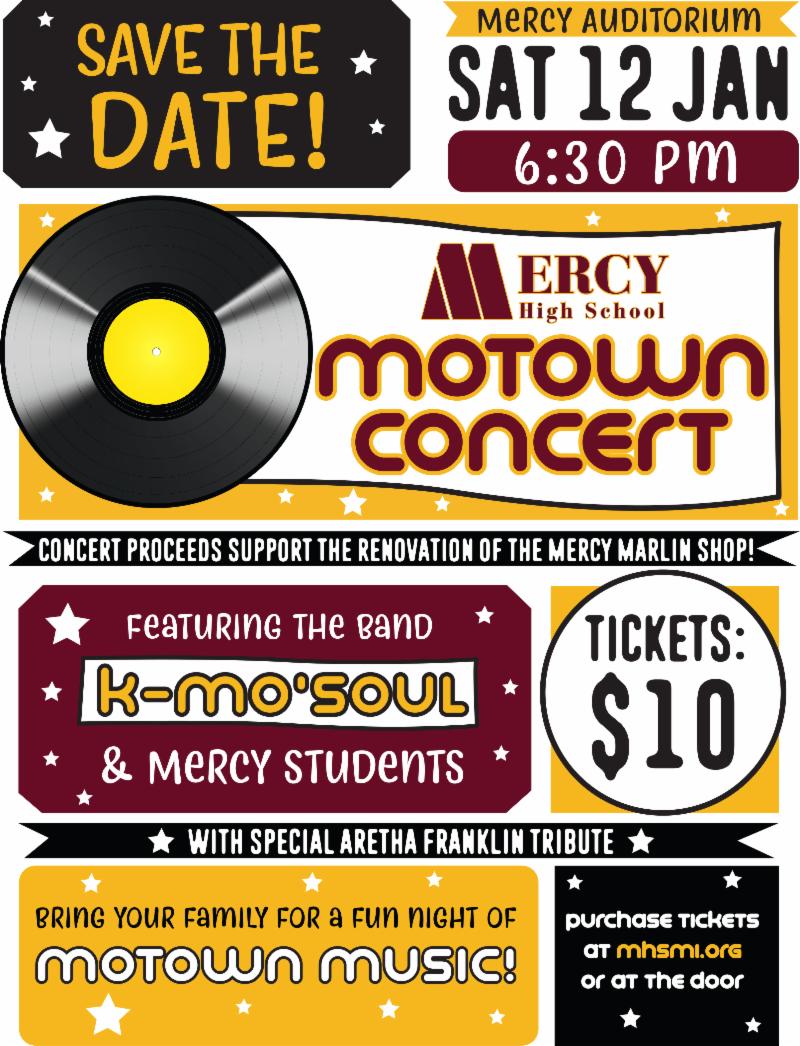 SAVE THE
DATE!
MERCY AUDITORIUM
SAT 12 JAN
6:30 PM
MERCY
High School
MOTOWN
CONCERT
CONCERT PROCEEDS SUPPORT THE RENOVATION OF THE MERCY MARLIN SHOP!
FEATURING THE BAND
K-MO'SOUL
& MERCY STUDENTS
TICKETS:
$10
WITH SPECIAL ARETHA FRANKLIN TRIBUTE
BRING YOUR FAMILY FOR A FUN NIGHT OF
MOTOWN MUSIC!
purchase tickets
at mhsmi.org
or at the door